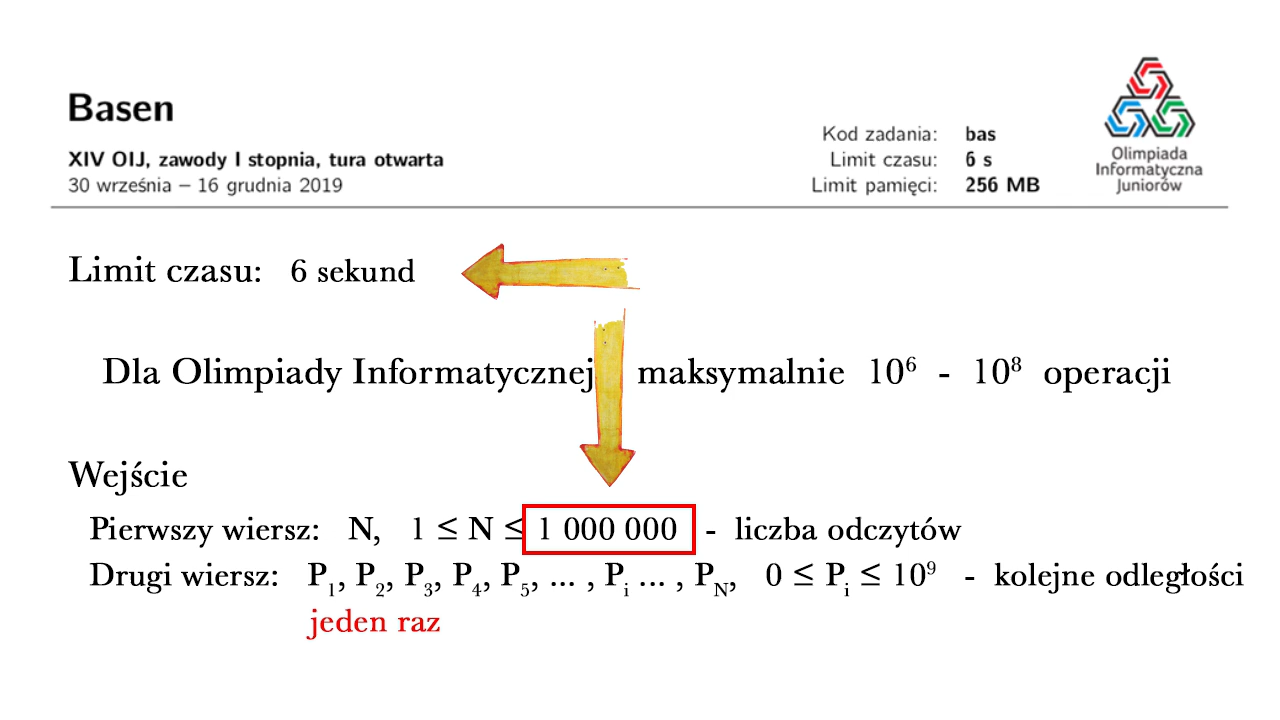 Basen
XIV OIJ, zawody I stopnia, tura otwarta
30 września – 16 grudnia 2019
Kod zadania: bas
Limit czasu: 6 s
Limit pamięci: 256 MB
Olimpiada
Informatyczna
Juniorów
Limit czasu: 6 sekund
Dla Olimpiady Informatycznej maksymalnie 10⁶ - 10⁸ operacji
Wejście
Pierwszy wiersz: N, 1 ≤ N ≤ 1 000 000 - liczba odczytów
Drugi wiersz: P₁, P₂, P₃, P₄, P₅, ... , Pᵢ ... , P_N, 0 ≤ Pᵢ ≤ 10⁹ - kolejne odległości
jeden raz